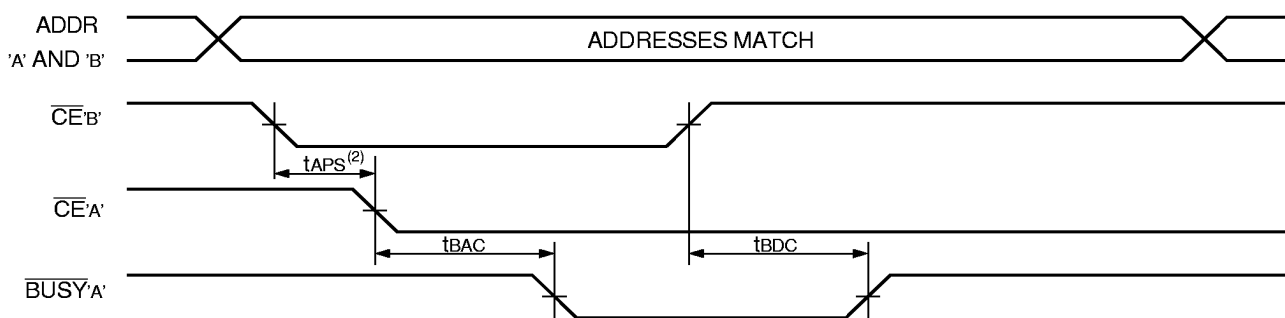 ADDR
'A' AND 'B'
ADDRESSES MATCH
CE'B'
tAPS(2)
CE'A'
tBAC
tBDC
BUSY'A'